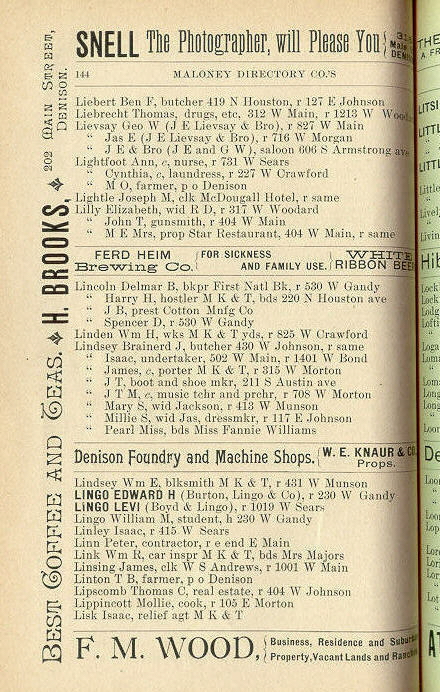 SNELL The Photographer, will Please You
144 MALONEY DIRECTORY CO.'S
Liebert Ben F, butcher 419 N Houston, r 127 E Johnson
Liebrecht Thomas, drugs, etc, 312 W Main, r 1213 W Wood
Lievsay Geo W (J E Lievsay & Bro), r 827 W Main
" Jas E (J E Lievsay & Bro), r 716 W Morgan
" J E & Bro (J E and G W), saloon 606 S Armstrong ave
Lightfoot Ann, c, nurse, r 731 W Sears
" Cynthia, c, laundress, r 227 W Crawford
" M O, farmer, p o Denison
Lightle Joseph M, clk McDougall Hotel, r same
Lilly Elizabeth, wid R D, r 317 W Woodard
" John T, gunsmith, r 404 W Main
" M E Mrs, prop Star Restaurant, 404 W Main, r same
FERD HEIM
Brewing Co.
FOR SICKNESS
AND FAMILY USE.
WHITE
RIBBON BEER
Lincoln Delmar B, bkpr First Natl Bk, r 530 W Gandy
" Harry H, hostler M K & T, bds 220 N Houston ave
" J B, prest Cotton Mnfg Co
" Spencer D, r 530 W Gandy
Linden Wm H, wks M K & T yds, r 825 W Crawford
Lindsey Brainerd J, butcher 430 W Johnson, r same
" Isaac, undertaker, 502 W Main, r 1401 W Bond
" James, c, porter M K & T, r 315 W Morton
" J T, boot and shoe mkr, 211 S Austin ave
" J T M, c, music tchr and prchr, r 708 W Morton
" Mary S, wid Jackson, r 413 W Munson
" Millie S, wid Jas, dressmkr, r 117 E Johnson
" Pearl Miss, bds Miss Fannie Williams
Denison Foundry and Machine Shops.
W. E. KNAUR & CO.
Props.
Lindsey Wm E, blksmith M K & T, r 431 W Munson
LINGO EDWARD H (Burton, Lingo & Co), r 230 W Gandy
LINGO LEVI (Boyd & Lingo), r 1019 W Sears
Lingo William M, student, h 230 W Gandy
Linley Isaac, r 415 W Sears
Linn Peter, contractor, r e end E Main
Link Wm R, car inspr M K & T, bds Mrs Majors
Linsing James, clk W S Andrews, r 1001 W Main
Linton T B, farmer, p o Denison
Lipscomb Thomas C, real estate, r 404 W Johnson
Lippincott Mollie, cook, r 105 E Morton
Lisk Isaac, relief agt M K & T
F. M. WOOD,
Business, Residence and Suburban
Property, Vacant Lands and Ranches
BEST COFFEE AND TEAS. H. BROOKS, 202 MAIN STREET,
DENISON.